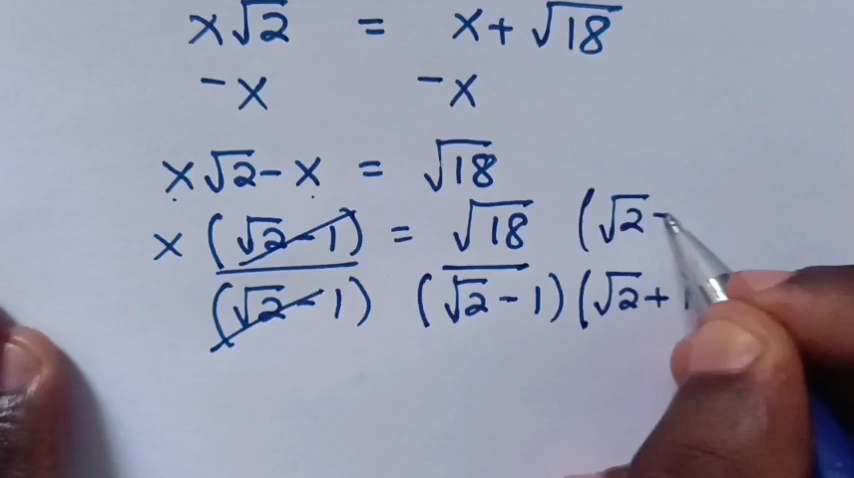 x√2 = x + √18
-x -x
x√2 - x = √18
x (√2 - 1) = √18 (√2 -
(√2 - 1) (√2 - 1) (√2 +